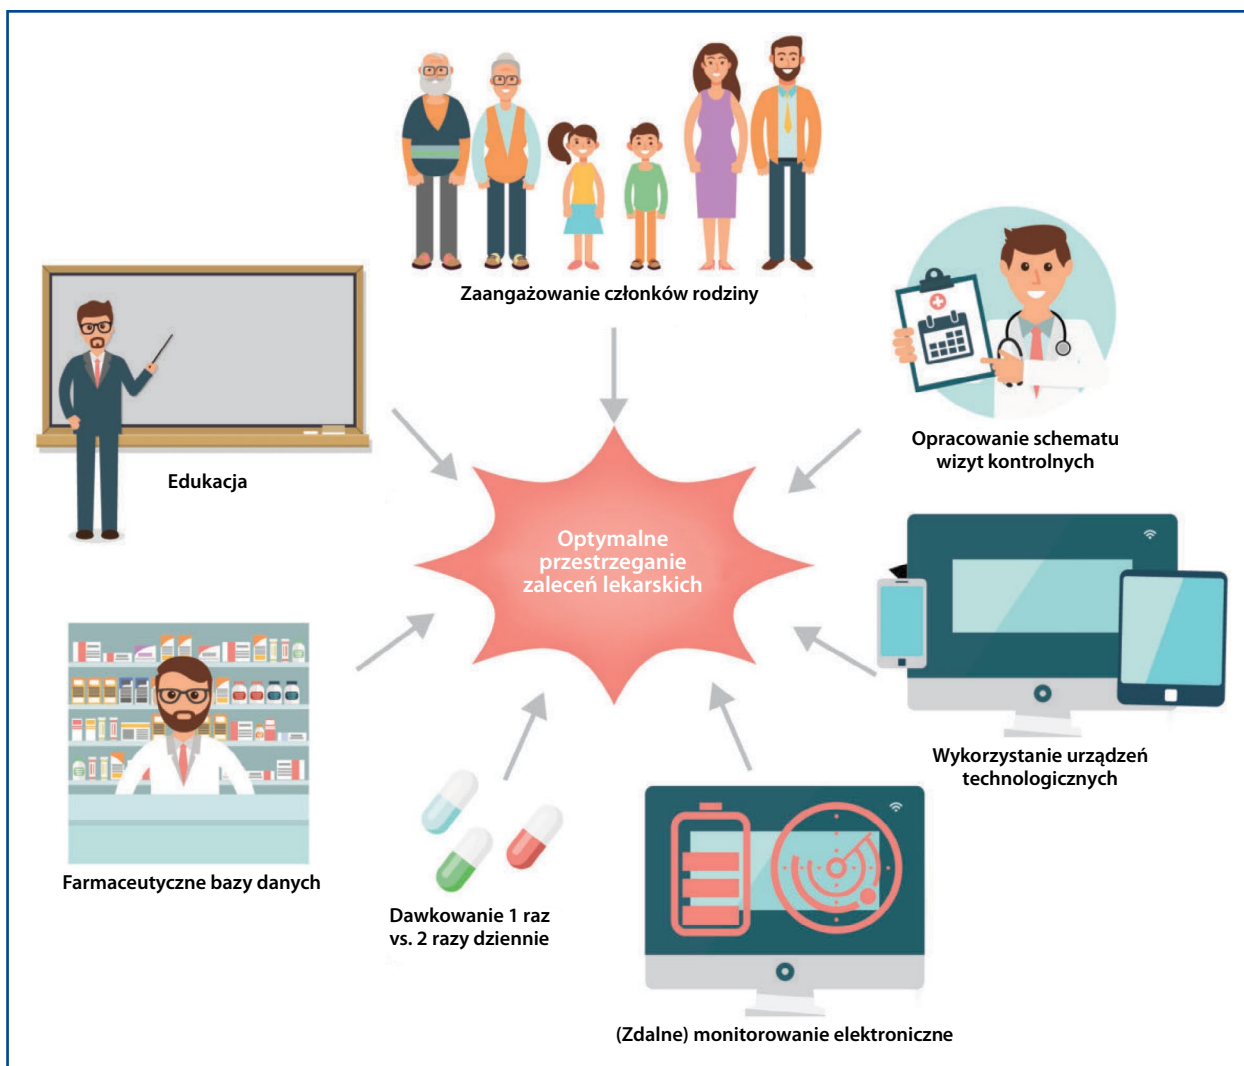 Zaangażowanie członków rodziny
Opracowanie schematu
wizyt kontrolnych
Edukacja
Optymalne
przestrzeganie
zaleceń lekarskich
Wykorzystanie urządzeń
technologicznych
Farmaceutyczne bazy danych
Dawkowanie 1 raz
vs. 2 razy dziennie
(Zdalne) monitorowanie elektroniczne